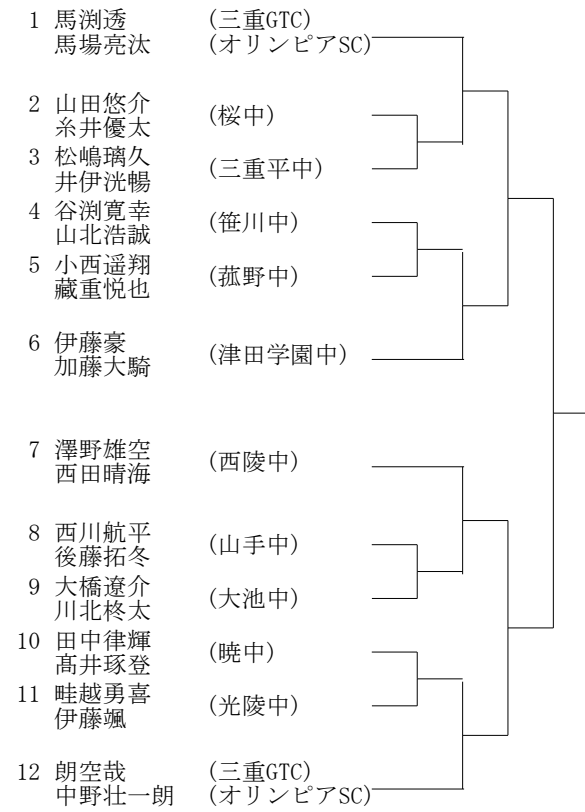 1 馬渕透 (三重GTC)
馬場亮汰 (オリンピアSC)
2 山田悠介
糸井優太 (桜中)
3 松嶋璃久
井伊洸暢 (三重平中)
4 谷渕寛幸
山北浩誠 (笹川中)
5 小西遥翔
藏重悦也 (菰野中)
6 伊藤豪
加藤大騎 (津田学園中)
7 澤野雄空
西田晴海 (西陵中)
8 西川航平
後藤拓冬 (山手中)
9 大橋遼介
川北柊太 (大池中)
10 田中律輝
髙井琢登 (暁中)
11 畦越勇喜
伊藤颯 (光陵中)
12 朗空哉 (三重GTC)
中野壮一朗 (オリンピアSC)